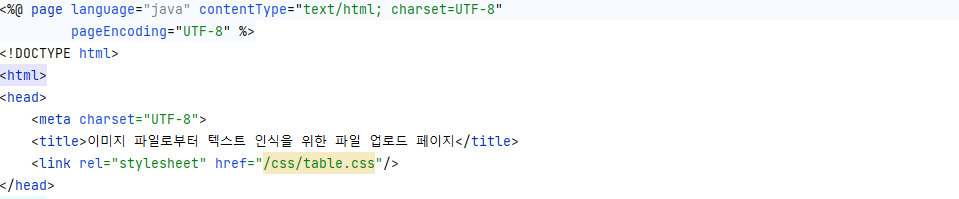 <%@ page language="java" contentType="text/html; charset=UTF-8"
         pageEncoding="UTF-8" %>
<!DOCTYPE html>
<html>
<head>
    <meta charset="UTF-8">
    <title>이미지 파일로부터 텍스트 인식을 위한 파일 업로드 페이지</title>
    <link rel="stylesheet" href="/css/table.css"/>
</head>